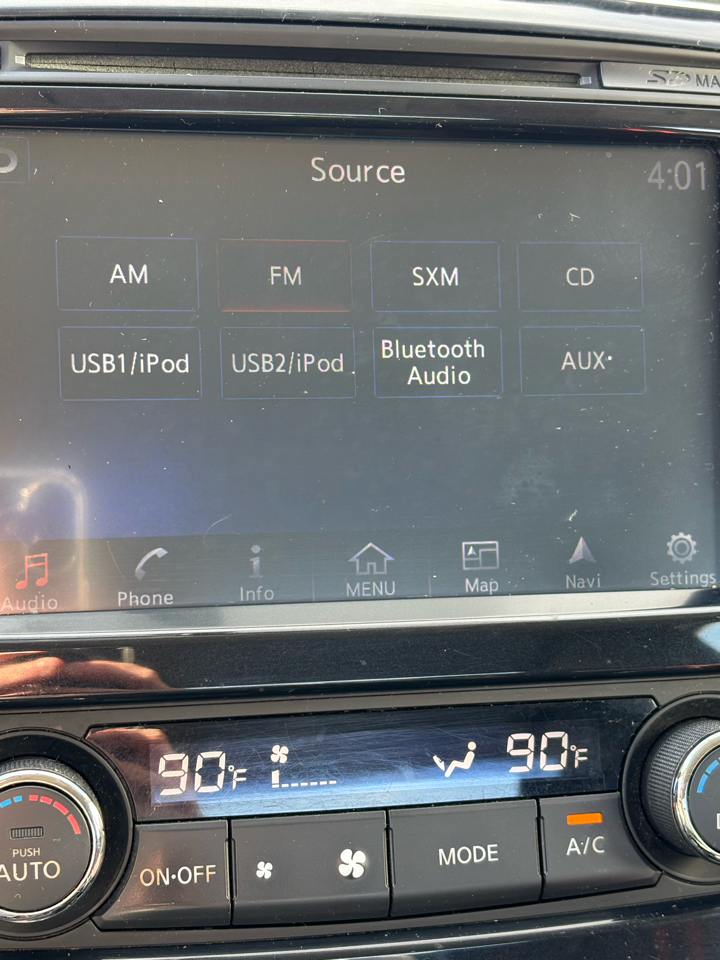 MA
Source
4:01
AM
FM
SXM
CD
USB1/iPod
USB2/iPod
Bluetooth
Audio
AUX•
Audio
Phone
Info
MENU
Map
Navi
Settings
90°F
90°F
PUSH
AUTO
ON•OFF
MODE
A/C